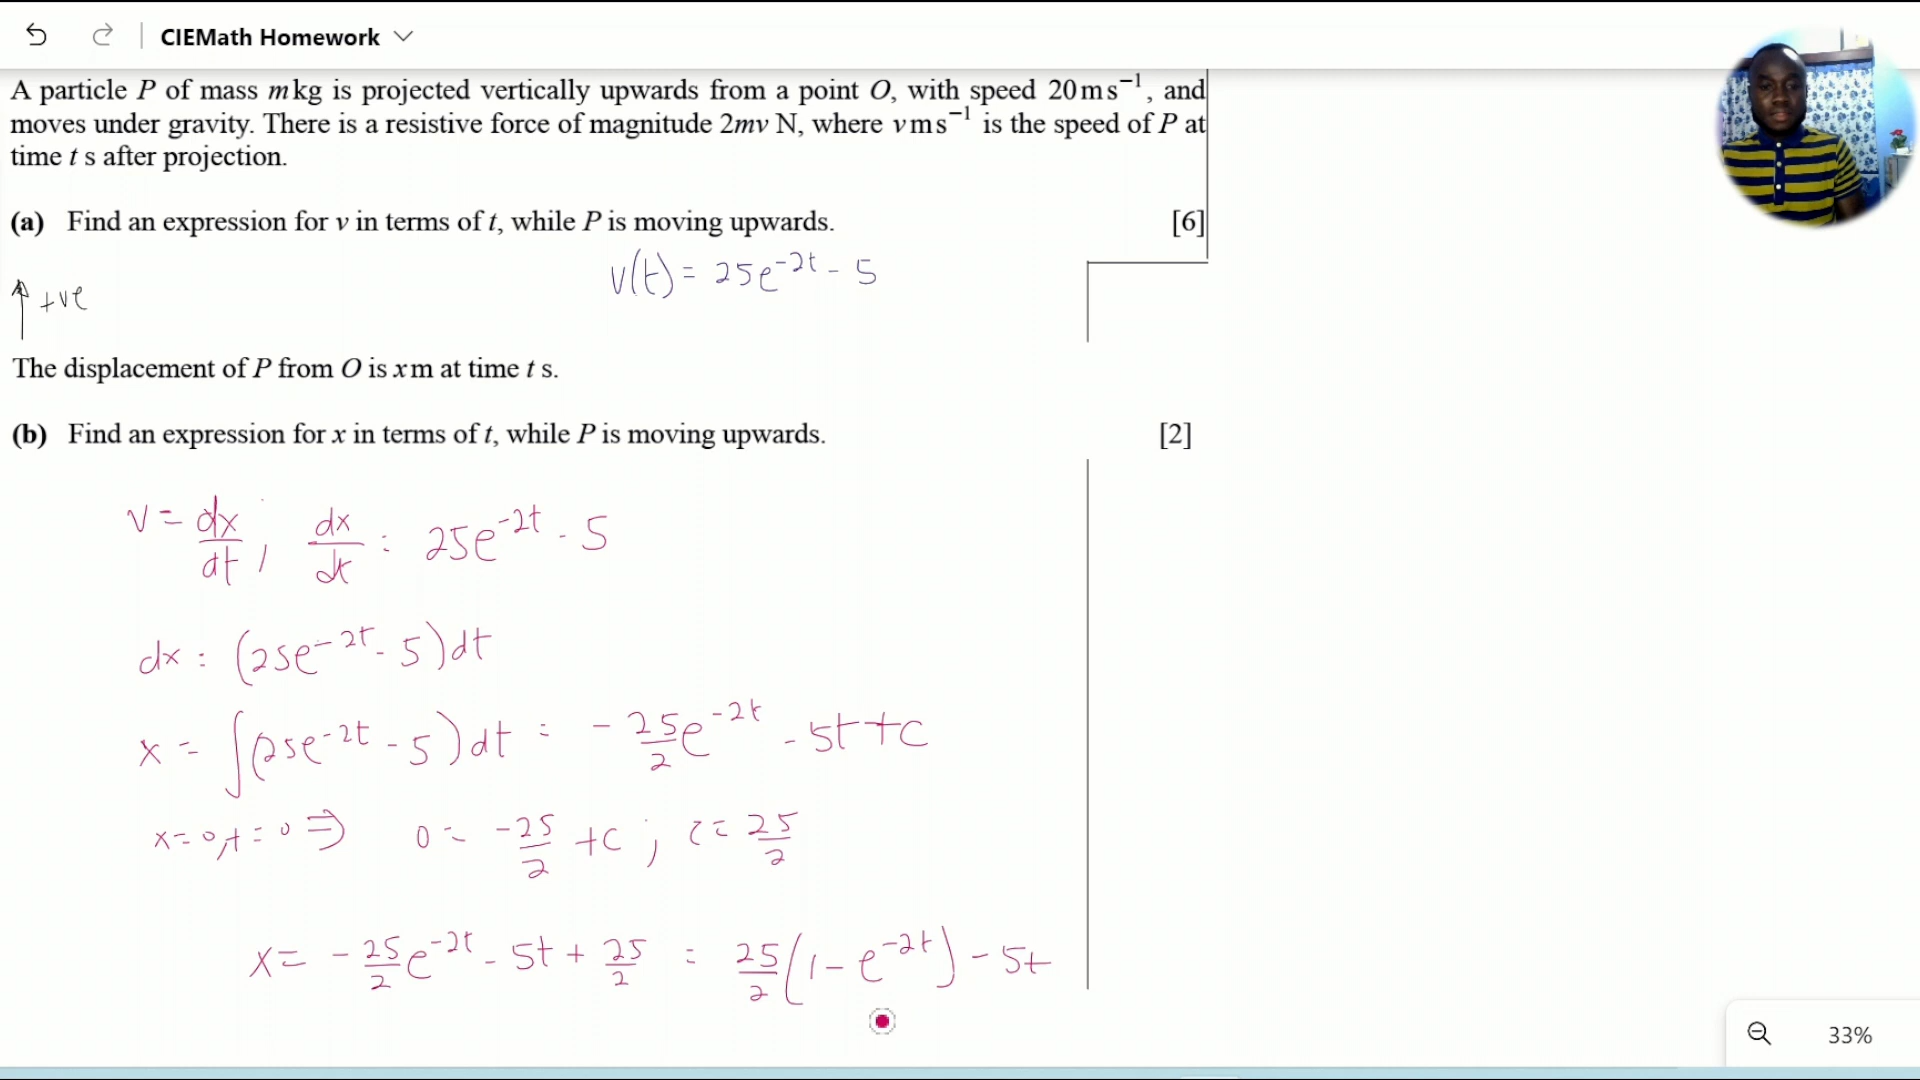 CIEMath Homework
A particle P of mass m kg is projected vertically upwards from a point O, with speed 20 m s⁻¹, and
moves under gravity. There is a resistive force of magnitude 2mv N, where v m s⁻¹ is the speed of P at
time t s after projection.
(a) Find an expression for v in terms of t, while P is moving upwards. [6]
v(t) = 25e^{-2t} - 5
↑ +ve
The displacement of P from O is x m at time t s.
(b) Find an expression for x in terms of t, while P is moving upwards. [2]
v = dx/dt ; dx/dt = 25e^{-2t} - 5
dx = (25e^{-2t} - 5)dt
x = ∫(25e^{-2t} - 5)dt = -25/2 e^{-2t} - 5t + c
x=0, t=0 ⇒ 0 = -25/2 + c ; c = 25/2
x = -25/2 e^{-2t} - 5t + 25/2 = 25/2 (1 - e^{-2t}) - 5t
33%